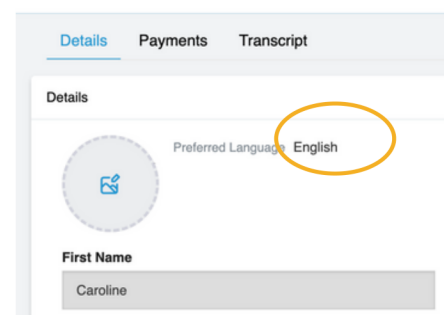 Details Payments Transcript
Details
Preferred Language English
First Name
Caroline